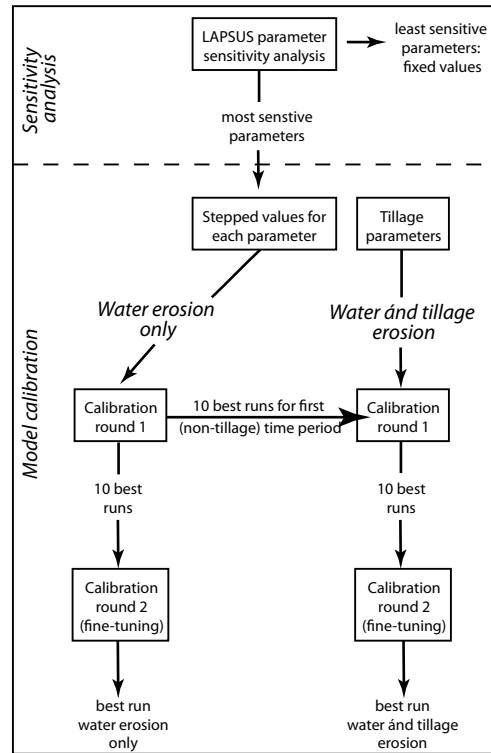 Sensitivity
analysis
LAPSUS parameter
sensitivity analysis
least sensitive
parameters:
fixed values
most senstive
parameters
Model calibration
Stepped values for
each parameter
Tillage
parameters
Water erosion
only
Water ánd tillage
erosion
Calibration
round 1
10 best runs for first
(non-tillage) time period
Calibration
round 1
10 best
runs
10 best
runs
Calibration
round 2
(fine-tuning)
Calibration
round 2
(fine-tuning)
best run
water erosion
only
best run
water ánd tillage
erosion